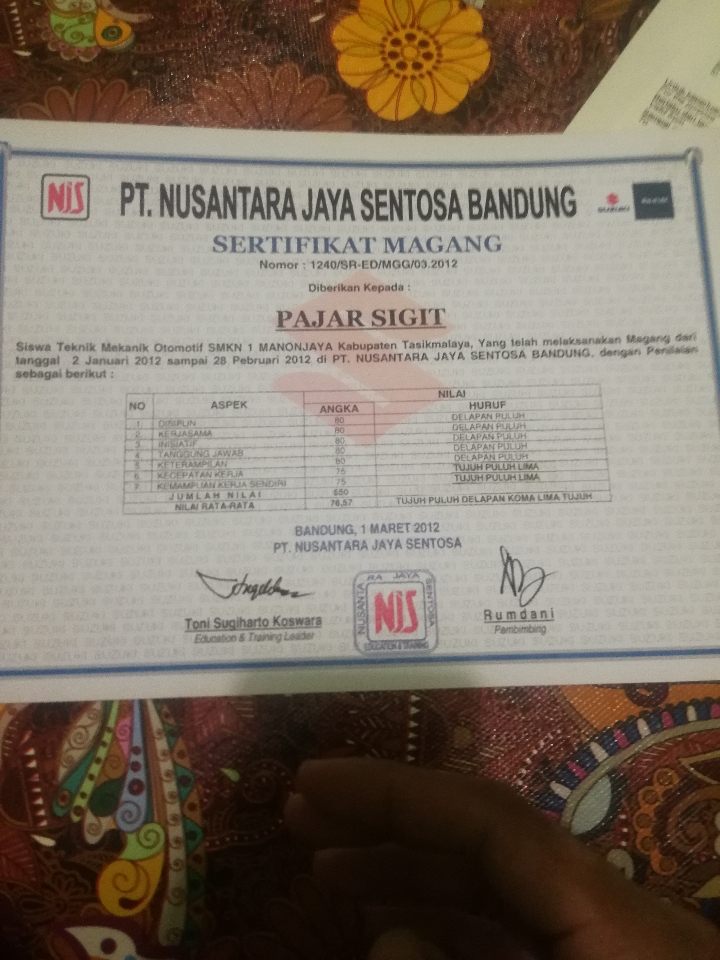 NJS
PT. NUSANTARA JAYA SENTOSA BANDUNG
SUZUKI
SERTIFIKAT MAGANG
Nomor : 1240/SR-ED/MGG/03.2012
Diberikan Kepada :
PAJAR SIGIT
Siswa Teknik Mekanik Otomotif SMKN 1 MANONJAYA Kabupaten Tasikmalaya, Yang telah melaksanakan Magang dari
tanggal 2 Januari 2012 sampai 28 Pebruari 2012 di PT. NUSANTARA JAYA SENTOSA BANDUNG, dengan Penilaian
sebagai berikut :
NO ASPEK NILAI
ANGKA HURUF
1 DISIPLIN 80 DELAPAN PULUH
2 KERJASAMA 80 DELAPAN PULUH
3 INISIATIF 80 DELAPAN PULUH
4 TANGGUNG JAWAB 80 DELAPAN PULUH
5 KETERAMPILAN 80 DELAPAN PULUH
6 KECEPATAN KERJA 75 TUJUH PULUH LIMA
7 KEMAMPUAN KERJA SENDIRI 75 TUJUH PULUH LIMA
JUMLAH NILAI 550
NILAI RATA-RATA 78,57 TUJUH PULUH DELAPAN KOMA LIMA TUJUH
BANDUNG, 1 MARET 2012
PT. NUSANTARA JAYA SENTOSA
NUSANTARA JAYA SENTOSA
NJS
EDUCATION & TRAINING
Toni Sugiharto Koswara
Education & Training Leader
Rumdani
Pembimbing